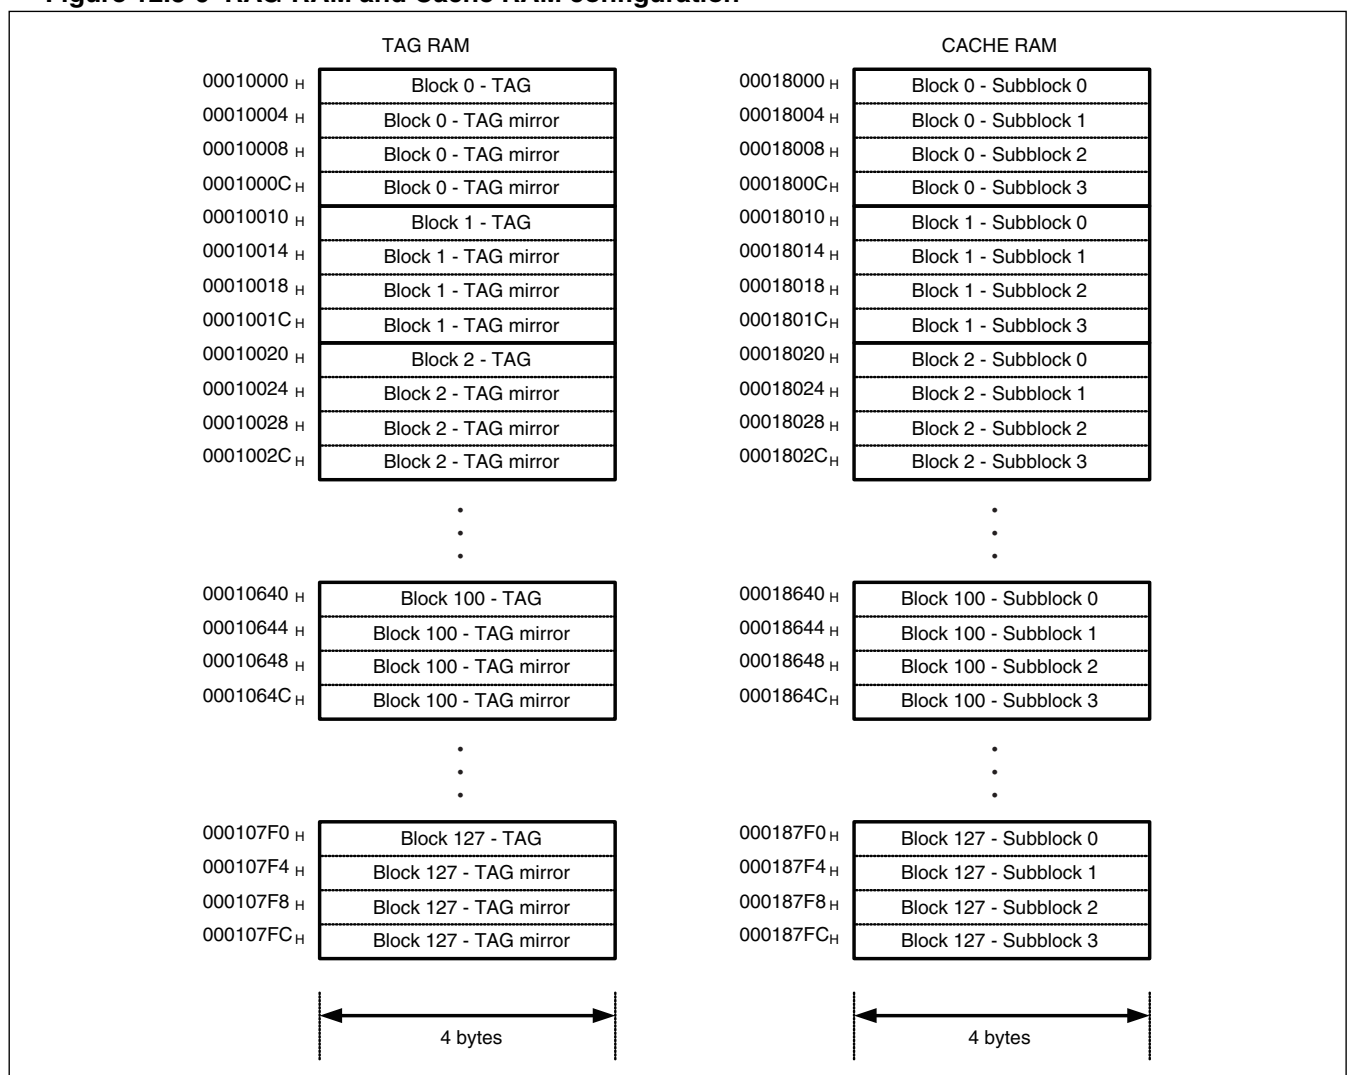 Figure RAM and Cache RAM configuration
TAG RAM CACHE RAM
00010000 H Block 0 - TAG 00018000 H Block 0 - Subblock 0
00010004 H Block 0 - TAG mirror 00018004 H Block 0 - Subblock 1
00010008 H Block 0 - TAG mirror 00018008 H Block 0 - Subblock 2
0001000C H Block 0 - TAG mirror 0001800C H Block 0 - Subblock 3
00010010 H Block 1 - TAG 00018010 H Block 1 - Subblock 0
00010014 H Block 1 - TAG mirror 00018014 H Block 1 - Subblock 1
00010018 H Block 1 - TAG mirror 00018018 H Block 1 - Subblock 2
0001001C H Block 1 - TAG mirror 0001801C H Block 1 - Subblock 3
00010020 H Block 2 - TAG 00018020 H Block 2 - Subblock 0
00010024 H Block 2 - TAG mirror 00018024 H Block 2 - Subblock 1
00010028 H Block 2 - TAG mirror 00018028 H Block 2 - Subblock 2
0001002C H Block 2 - TAG mirror 0001802C H Block 2 - Subblock 3
00010640 H Block 100 - TAG 00018640 H Block 100 - Subblock 0
00010644 H Block 100 - TAG mirror 00018644 H Block 100 - Subblock 1
00010648 H Block 100 - TAG mirror 00018648 H Block 100 - Subblock 2
0001064C H Block 100 - TAG mirror 0001864C H Block 100 - Subblock 3
000107F0 H Block 127 - TAG 000187F0 H Block 127 - Subblock 0
000107F4 H Block 127 - TAG mirror 000187F4 H Block 127 - Subblock 1
000107F8 H Block 127 - TAG mirror 000187F8 H Block 127 - Subblock 2
000107FC H Block 127 - TAG mirror 000187FC H Block 127 - Subblock 3
4 bytes 4 bytes